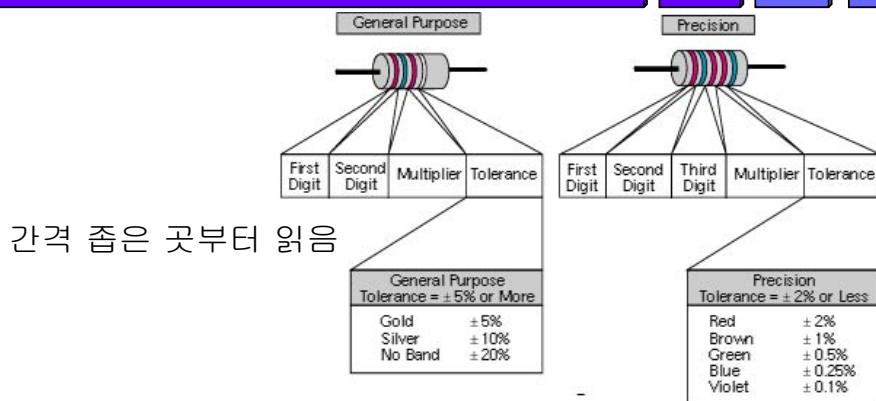 General Purpose
Precision
First Digit
Second Digit
Multiplier
Tolerance
First Digit
Second Digit
Third Digit
Multiplier
Tolerance
간격 좁은 곳부터 읽음
General Purpose
Tolerance = ± 5% or More
Gold ± 5%
Silver ± 10%
No Band ± 20%
Precision
Tolerance = ± 2% or Less
Red ± 2%
Brown ± 1%
Green ± 0.5%
Blue ± 0.25%
Violet ± 0.1%